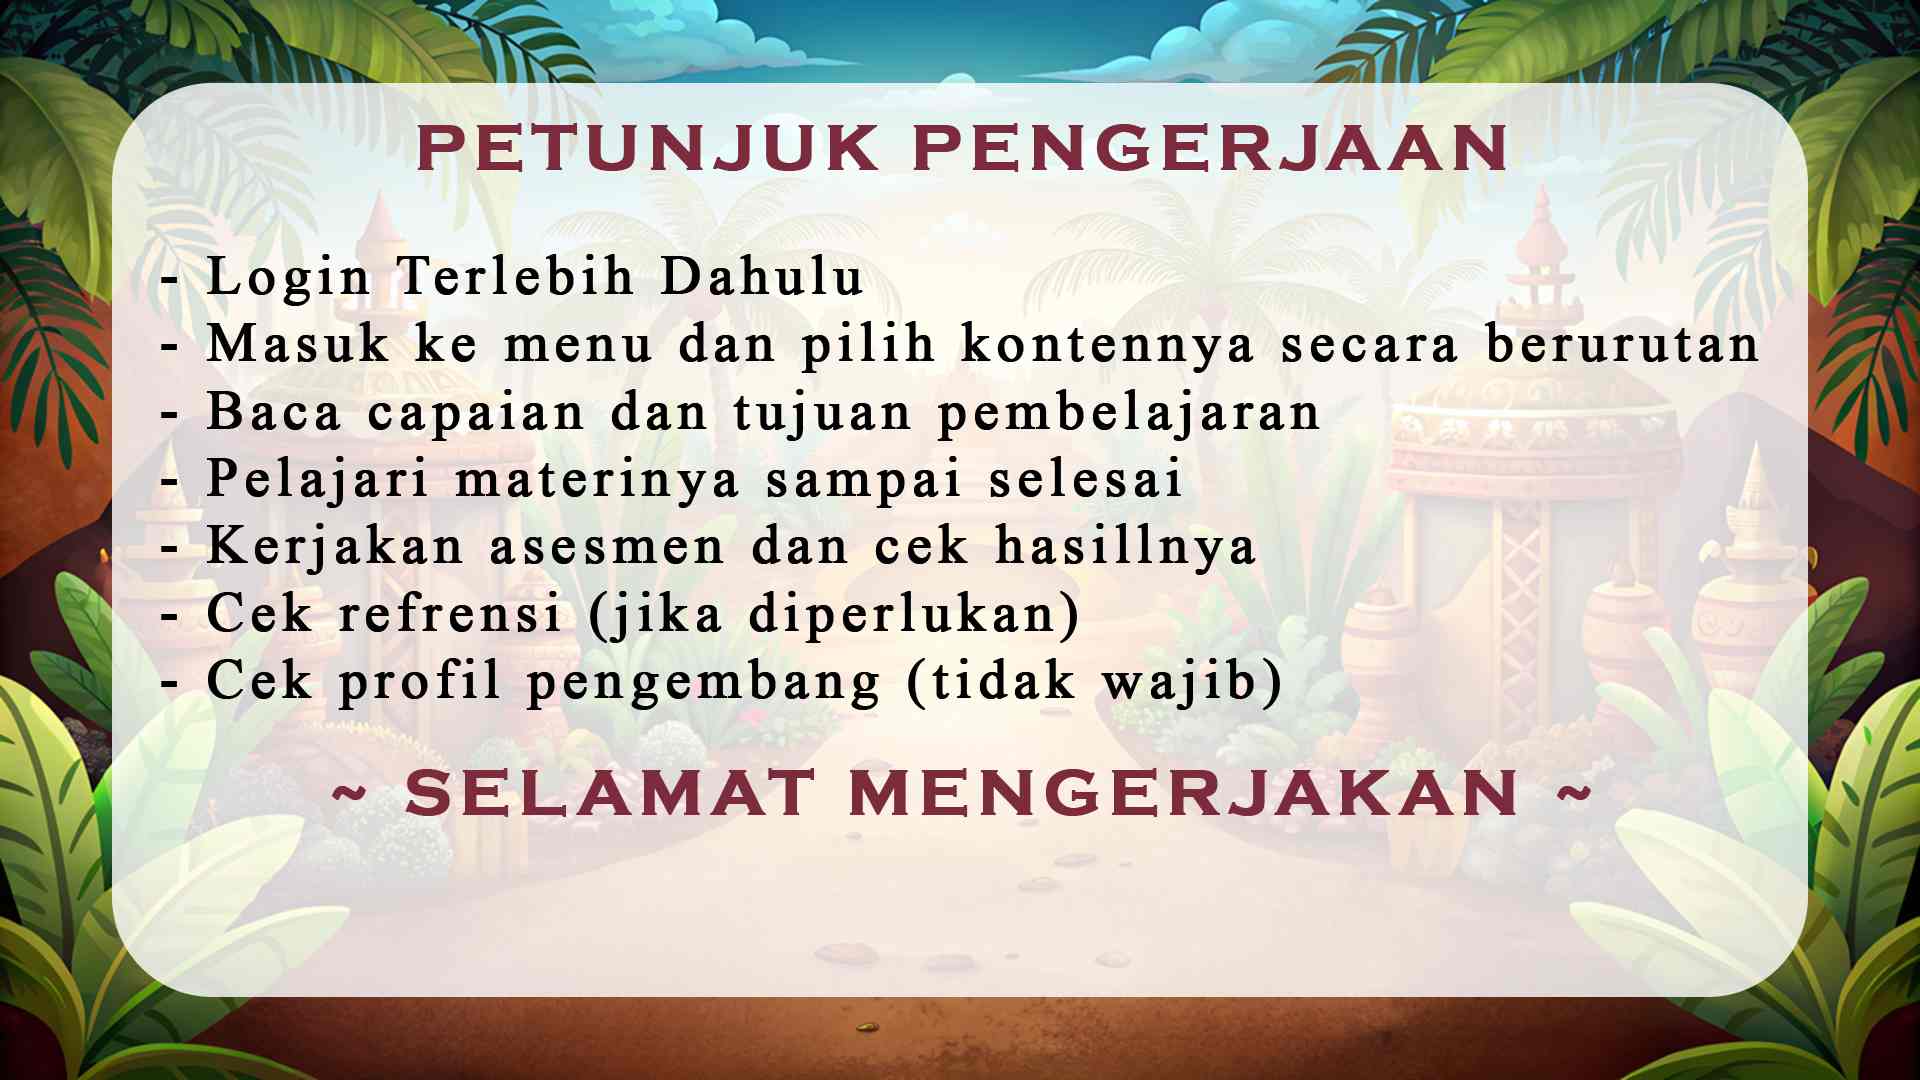 PETUNJUK PENGERJAAN
- Login Terlebih Dahulu
- Masuk ke menu dan pilih kontennya secara berurutan
- Baca capaian dan tujuan pembelajaran
- Pelajari materinya sampai selesai
- Kerjakan asesmen dan cek hasillnya
- Cek refrensi (jika diperlukan)
- Cek profil pengembang (tidak wajib)
~ SELAMAT MENGERJAKAN ~